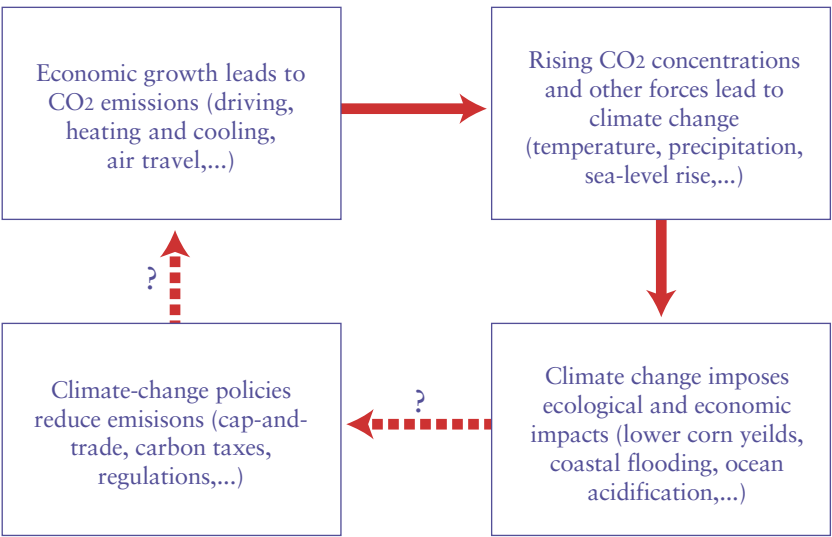 Economic growth leads to
CO2 emissions (driving,
heating and cooling,
air travel,...)
Rising CO2 concentrations
and other forces lead to
climate change
(temperature, precipitation,
sea-level rise,...)
?
?
Climate-change policies
reduce emisisons (cap-and-
trade, carbon taxes,
regulations,...)
Climate change imposes
ecological and economic
impacts (lower corn yeilds,
coastal flooding, ocean
acidification,...)